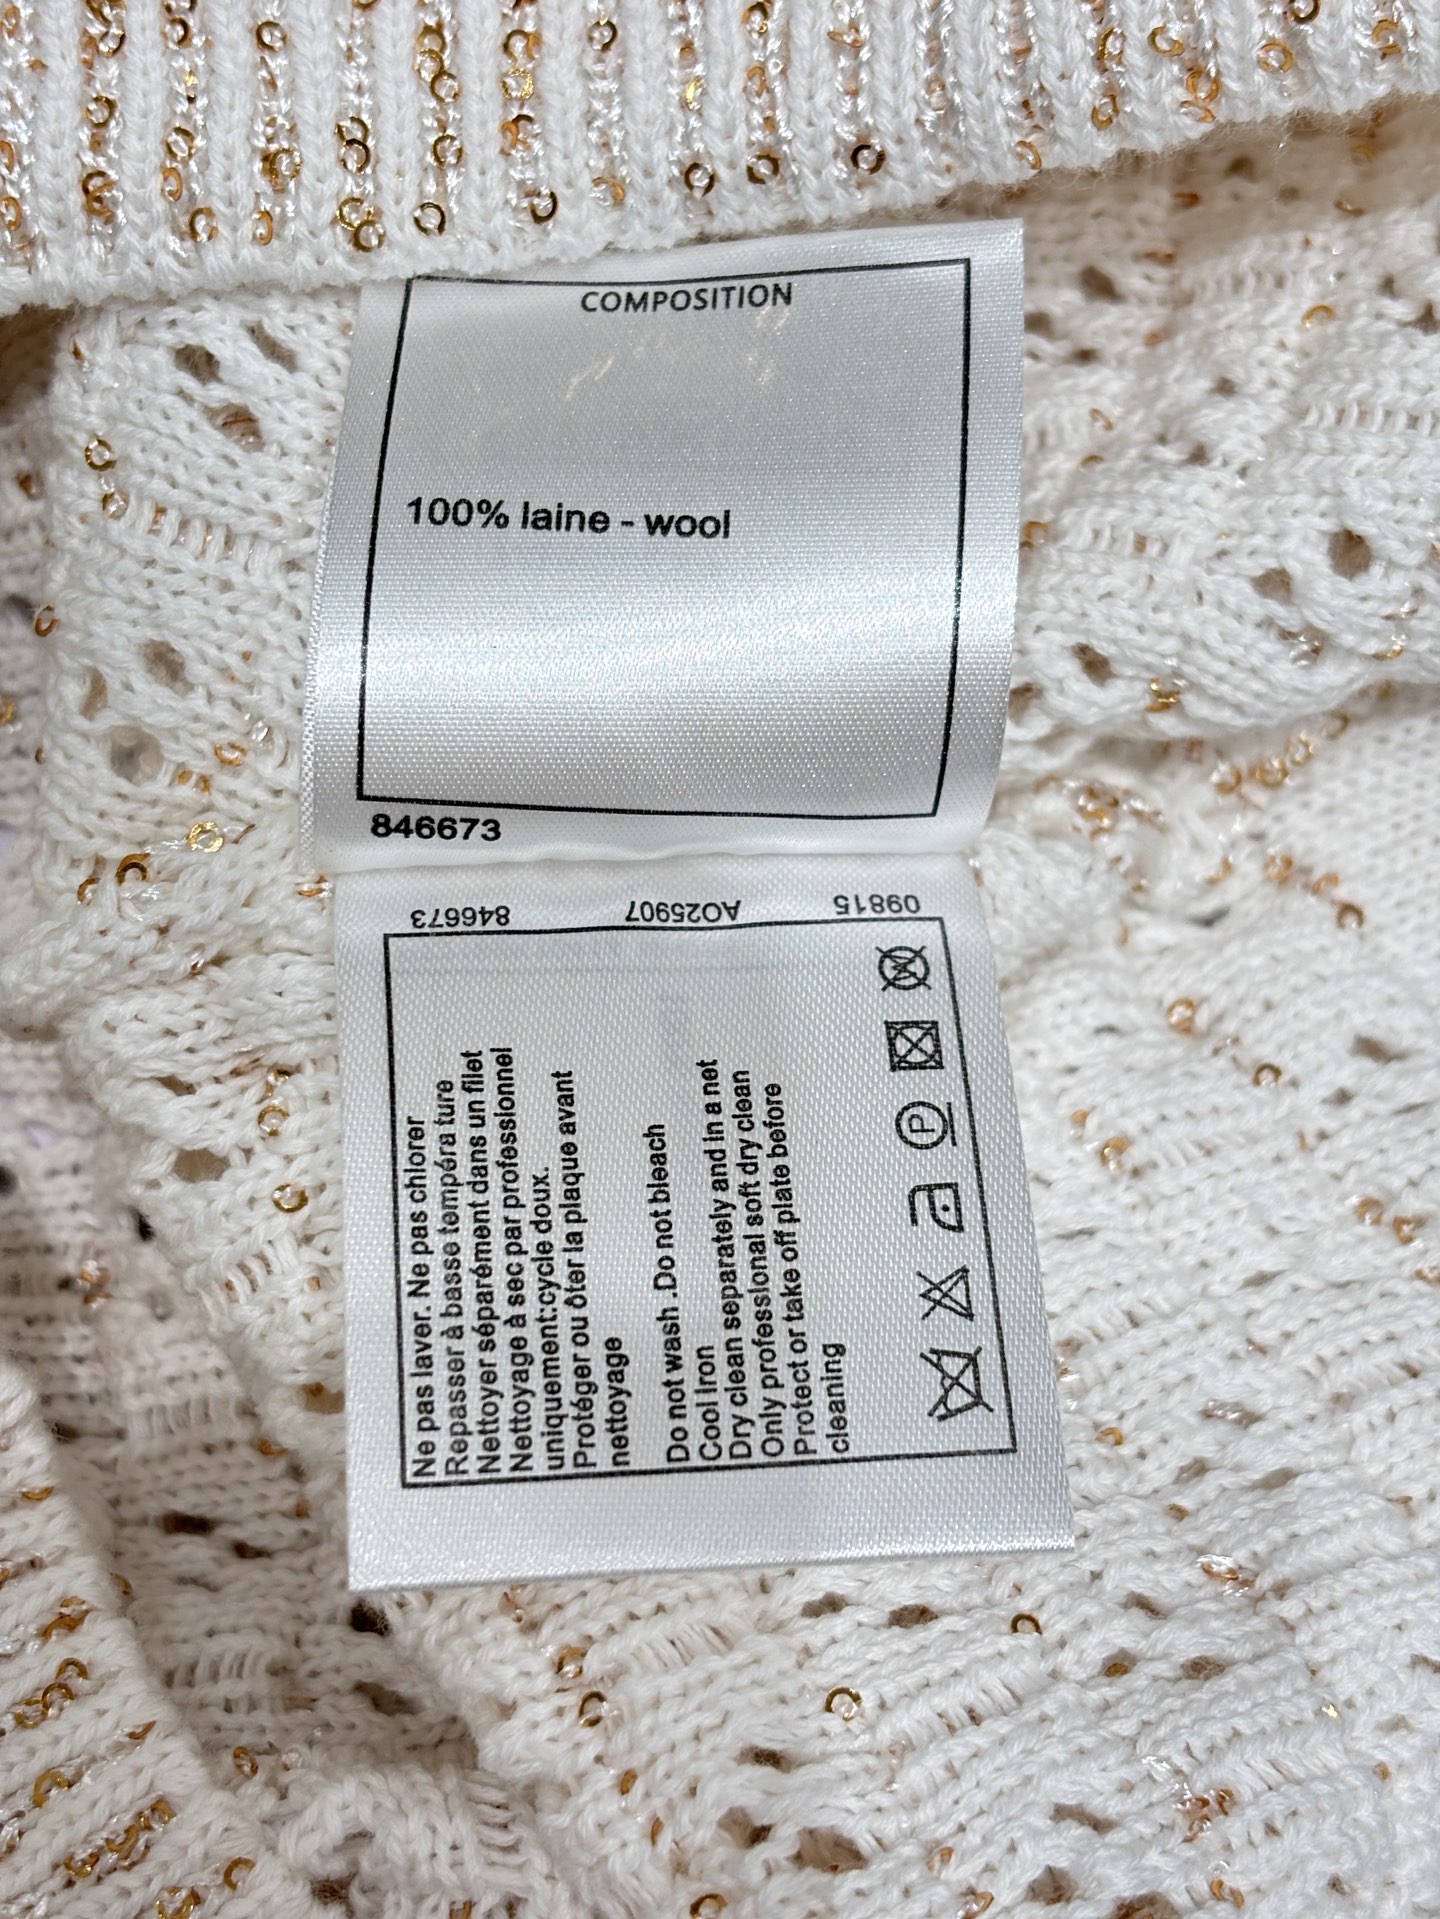 COMPOSITION
100% laine - wool
846673
09815
AO25907
846673
Ne pas laver. Ne pas chlorer
Repasser à basse tempéra ture
Nettoyer séparément dans un filet
Nettoyage à sec par professionnel
uniquement:cycle doux.
Protéger ou ôter la plaque avant
nettoyage
Do not wash .Do not bleach
Cool Iron
Dry clean separately and in a net
Only professional soft dry clean
Protect or take off plate before
cleaning
P